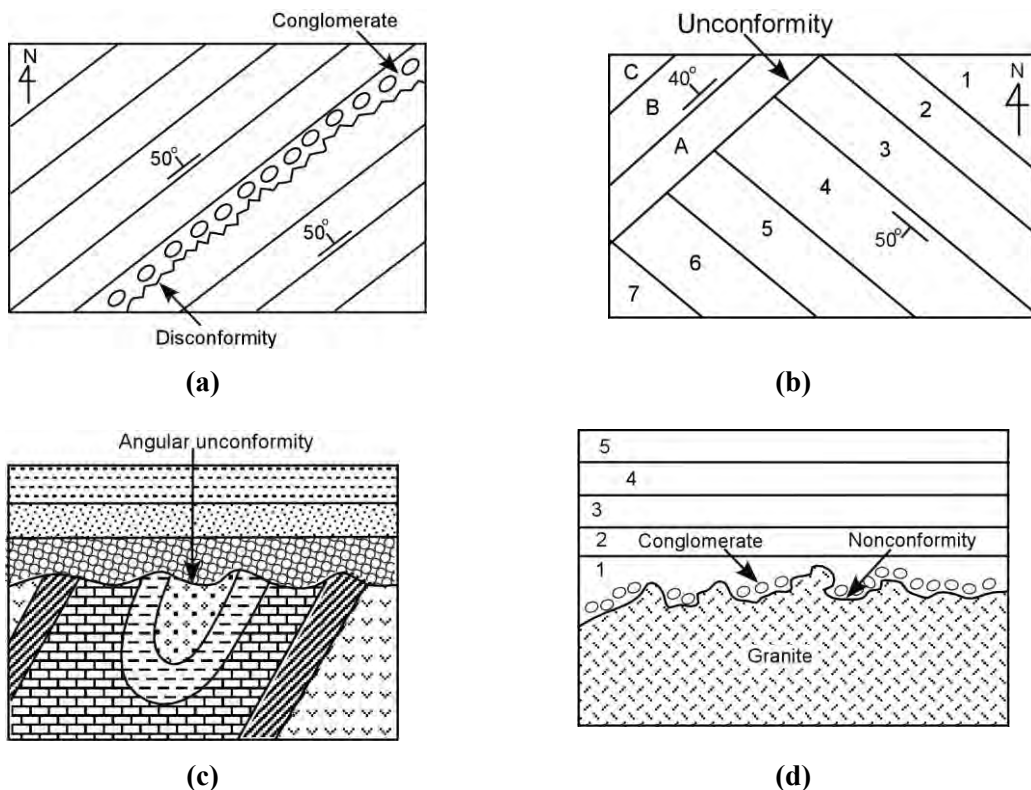 Conglomerate
N
50°
50°
Disconformity
(a)
Unconformity
C
40°
1
N
B
2
A
3
4
5
50°
6
7
(b)
Angular unconformity
(c)
5
4
3
2
Conglomerate
Nonconformity
1
Granite
(d)